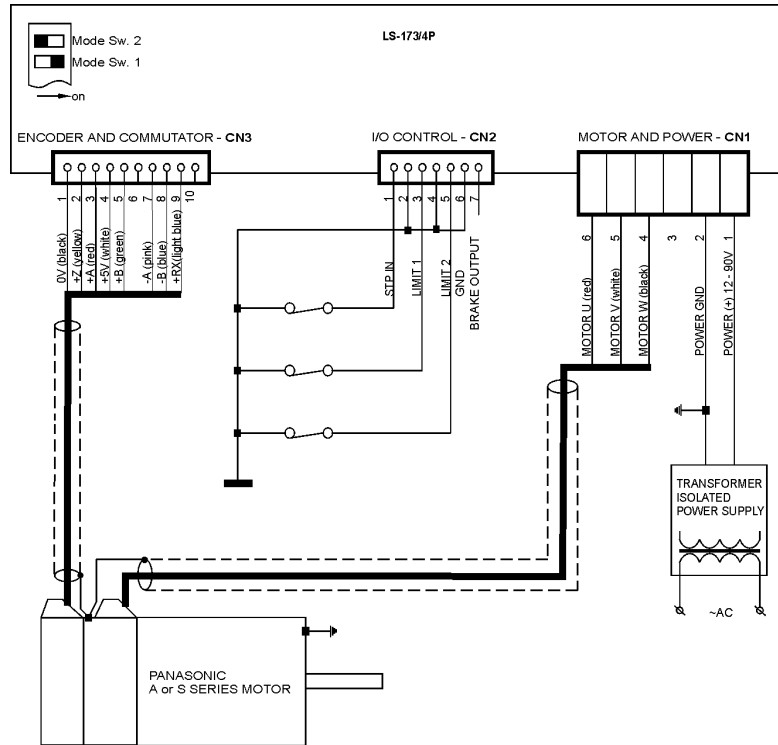 LS-173/4P
Mode Sw. 2
Mode Sw. 1
on
ENCODER AND COMMUTATOR - CN3
I/O CONTROL - CN2
MOTOR AND POWER - CN1
1
2
3
4
5
6
7
8
9
10
0V (black)
+Z (yellow)
+A (red)
+5V (white)
+B (green)
-A (pink)
-B (blue)
+RX(light blue)
1
2
3
4
5
6
7
STP IN
LIMIT 1
LIMIT 2
GND
BRAKE OUTPUT
6
5
4
3
2
1
MOTOR U (red)
MOTOR V (white)
MOTOR W (black)
POWER GND
POWER (+) 12 - 90V
TRANSFORMER
ISOLATED
POWER SUPPLY
~AC
PANASONIC
A or S SERIES MOTOR